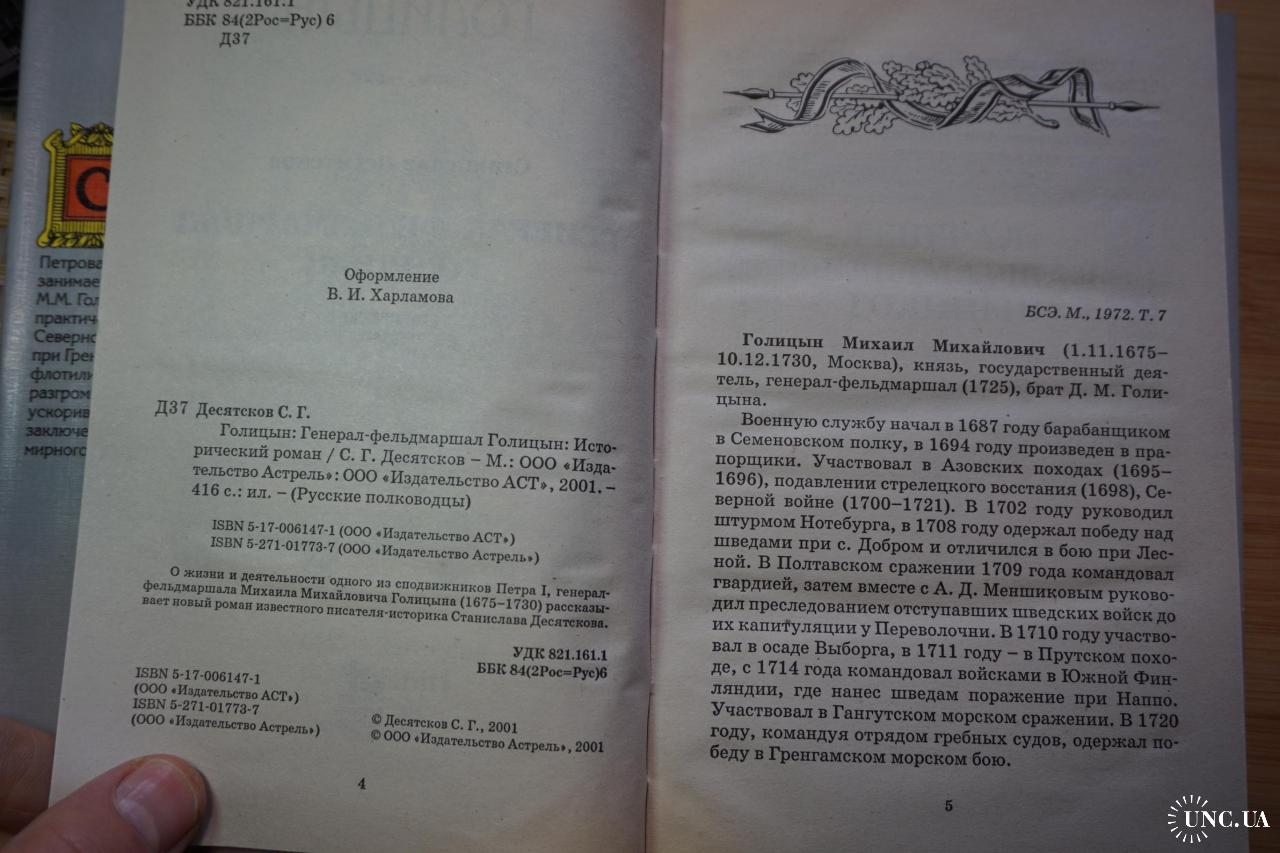 УДК 821.161.1
ББК 84(2Рос=Рус) 6
Д37
С
Петрова
занимае
М.М. Гол
практич
Северно
при Грен
флотили
разгром
ускорив
заключе
мирного
Оформление
В. И. Харламова
Д37 Десятсков С. Г.
Голицын: Генерал-фельдмаршал Голицын: Исто-
рический роман / С. Г. Десятсков – М.: ООО «Изда-
тельство Астрель»: ООО «Издательство АСТ», 2001. –
416 с.: ил. – (Русские полководцы)
ISBN 5-17-006147-1 (ООО «Издательство АСТ»)
ISBN 5-271-01773-7 (ООО «Издательство Астрель»)
О жизни и деятельности одного из сподвижников Петра I, генерал-
фельдмаршала Михаила Михайловича Голицына (1675–1730) рассказы-
вает новый роман известного писателя-историка Станислава Десятскова.
УДК 821.161.1
ББК 84(2Рос=Рус)6
ISBN 5-17-006147-1
(ООО «Издательство АСТ»)
ISBN 5-271-01773-7
(ООО «Издательство Астрель»)
© Десятсков С. Г., 2001
© ООО «Издательство Астрель», 2001
4
БСЭ. М., 1972. Т. 7
Голицын Михаил Михайлович (1.11.1675–
10.12.1730, Москва), князь, государственный дея-
тель, генерал-фельдмаршал (1725), брат Д. М. Голи-
цына.
Военную службу начал в 1687 году барабанщиком
в Семеновском полку, в 1694 году произведен в пра-
порщики. Участвовал в Азовских походах (1695–
1696), подавлении стрелецкого восстания (1698), Се-
верной войне (1700–1721). В 1702 году руководил
штурмом Нотебурга, в 1708 году одержал победу над
шведами при с. Добром и отличился в бою при Лес-
ной. В Полтавском сражении 1709 года командовал
гвардией, затем вместе с А. Д. Меншиковым руково-
дил преследованием отступавших шведских войск до
их капитуляции у Переволочни. В 1710 году участво-
вал в осаде Выборга, в 1711 году – в Прутском похо-
де, с 1714 года командовал войсками в Южной Фин-
ляндии, где нанес шведам поражение при Наппо.
Участвовал в Гангутском морском сражении. В 1720
году, командуя отрядом гребных судов, одержал по-
беду в Гренгамском морском бою.
5
UNC.UA